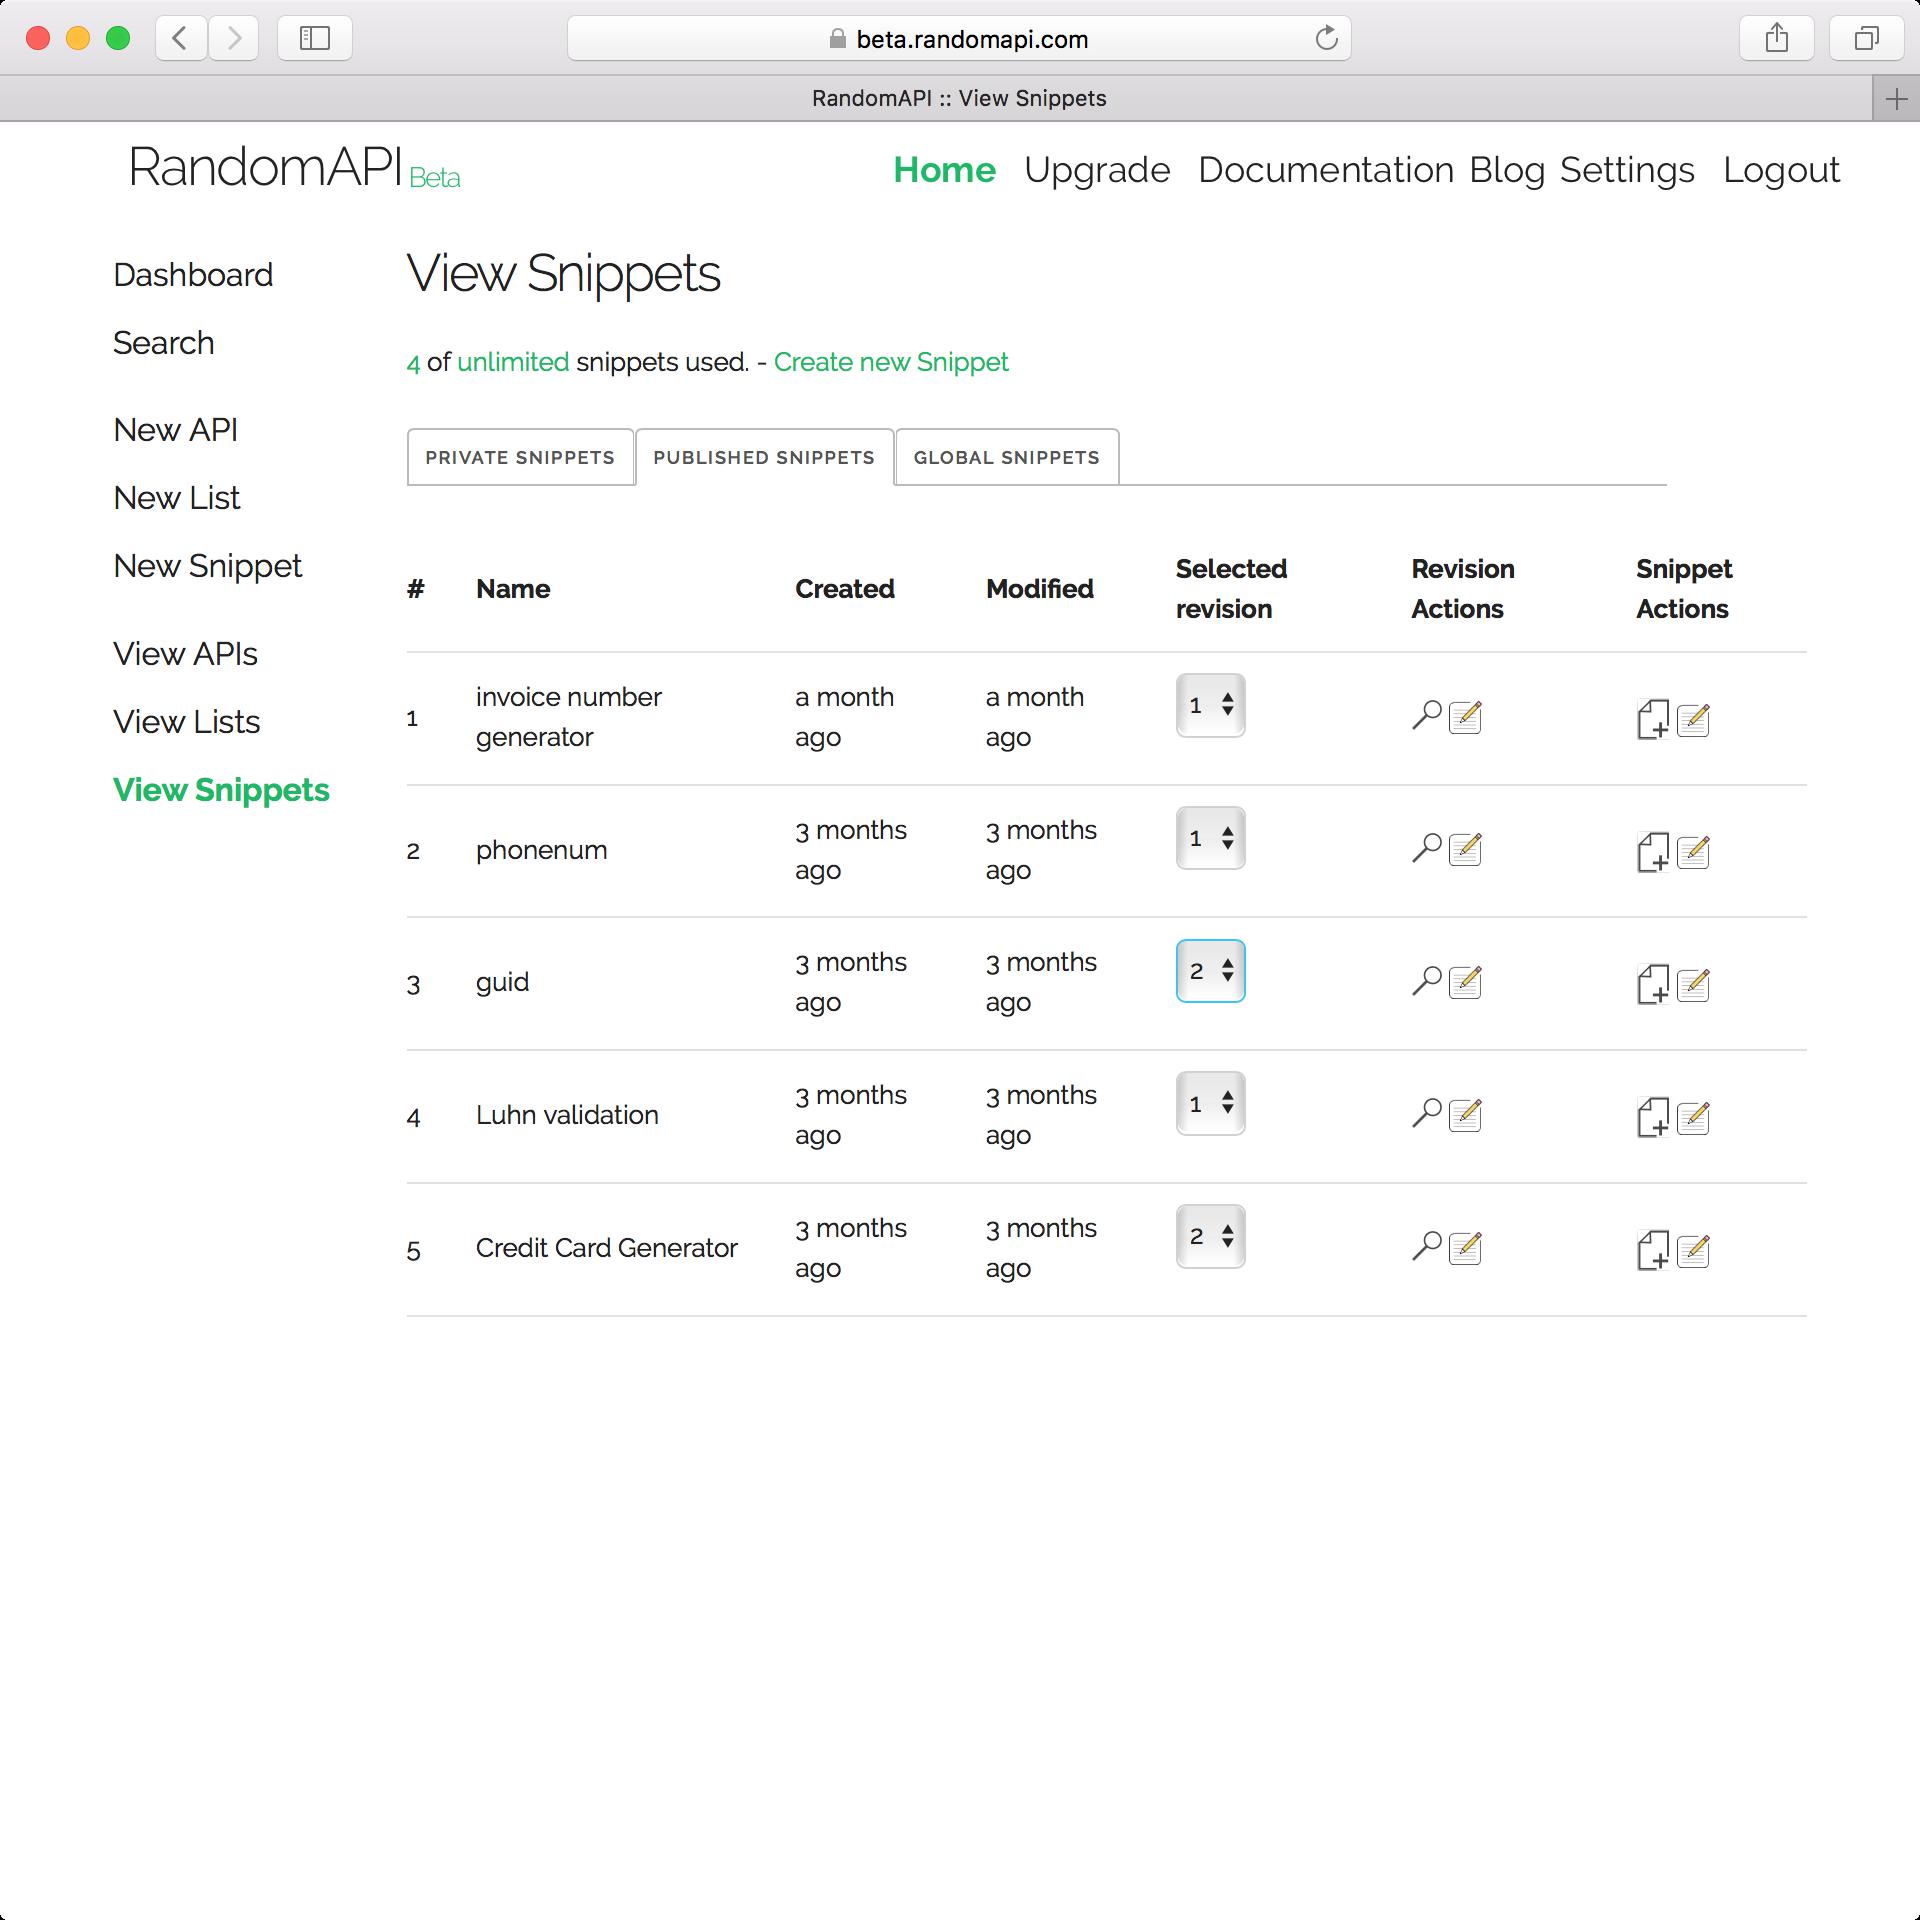 beta.randomapi.com
RandomAPI :: View Snippets
RandomAPI Beta
Home Upgrade Documentation Blog Settings Logout
Dashboard
Search
New API
New List
New Snippet
View APIs
View Lists
View Snippets
View Snippets
4 of unlimited snippets used. - Create new Snippet
PRIVATE SNIPPETS PUBLISHED SNIPPETS GLOBAL SNIPPETS
# Name Created Modified Selected revision Revision Actions Snippet Actions
1 invoice number generator a month ago a month ago 1
2 phonenum 3 months ago 3 months ago 1
3 guid 3 months ago 3 months ago 2
4 Luhn validation 3 months ago 3 months ago 1
5 Credit Card Generator 3 months ago 3 months ago 2